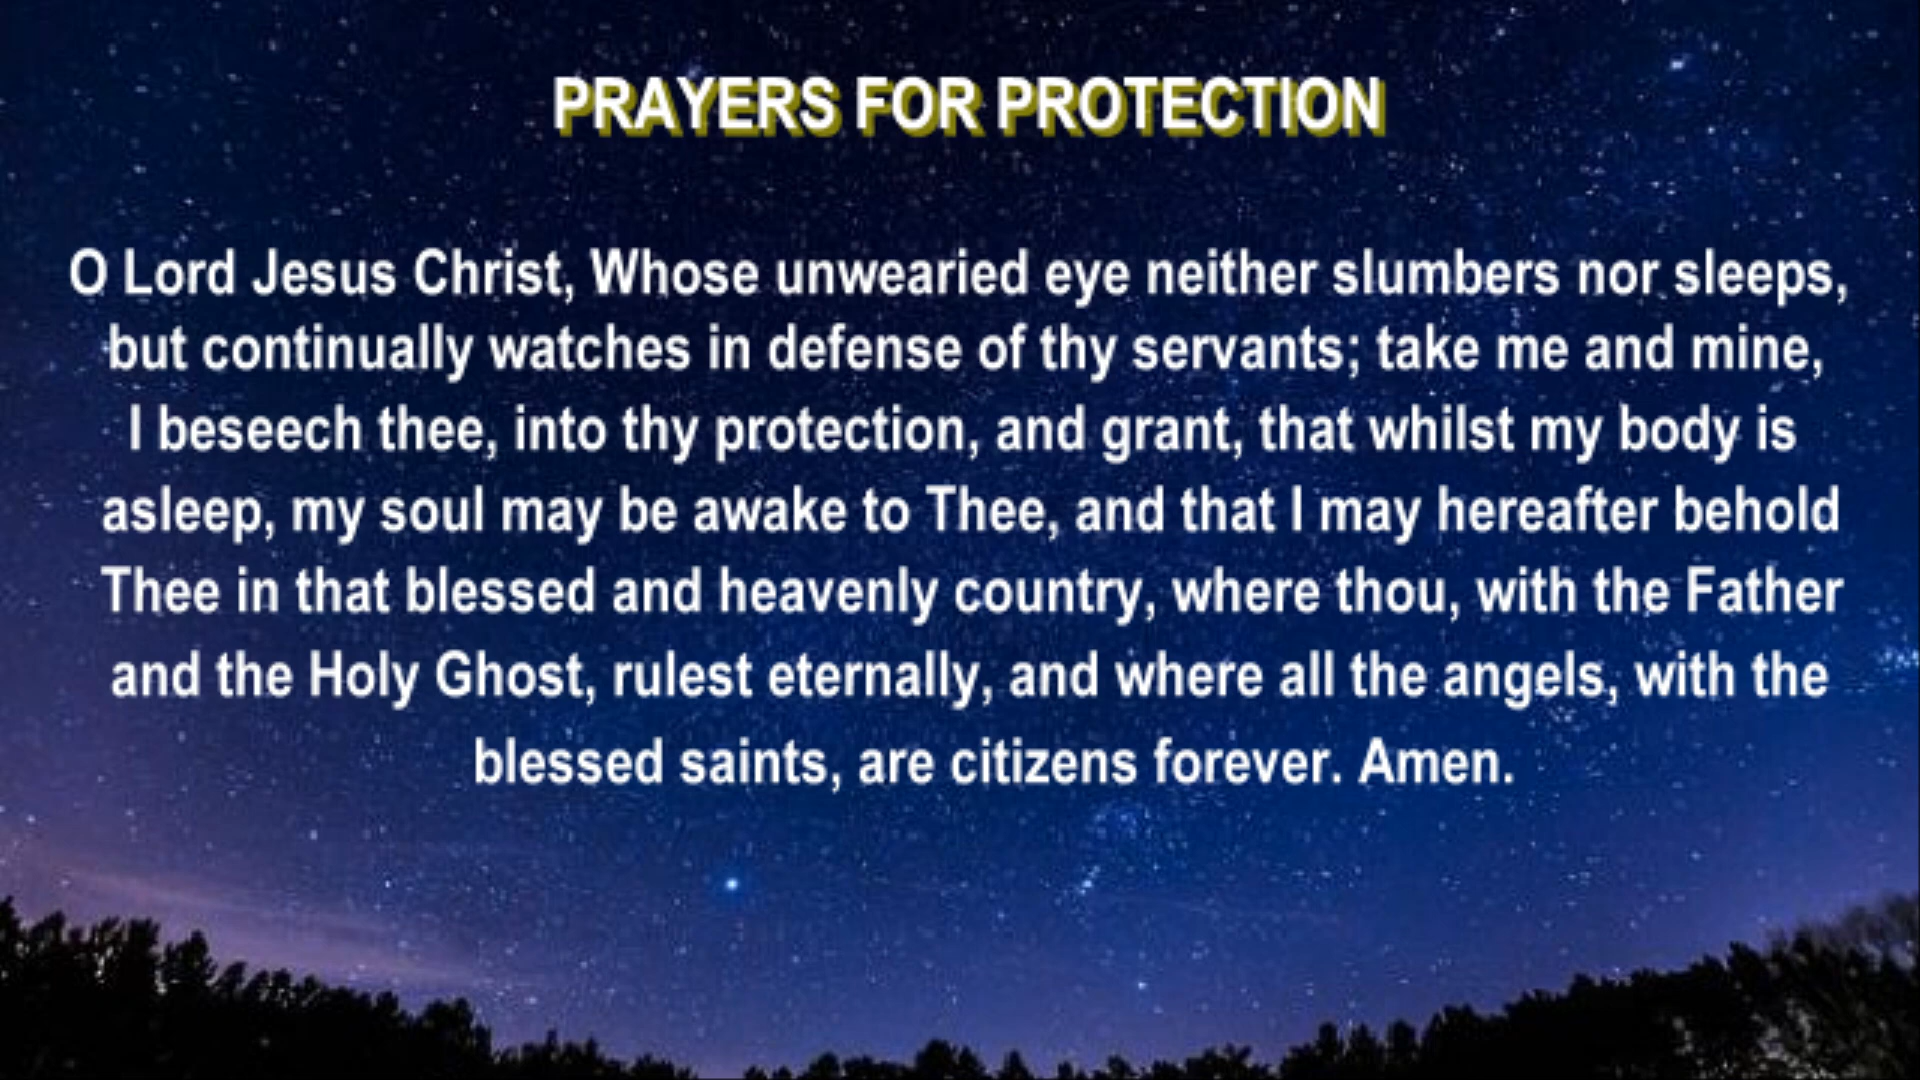 PRAYERS FOR PROTECTION
O Lord Jesus Christ, Whose unwearied eye neither slumbers nor sleeps,
but continually watches in defense of thy servants; take me and mine,
I beseech thee, into thy protection, and grant, that whilst my body is
asleep, my soul may be awake to Thee, and that I may hereafter behold
Thee in that blessed and heavenly country, where thou, with the Father
and the Holy Ghost, rulest eternally, and where all the angels, with the
blessed saints, are citizens forever. Amen.